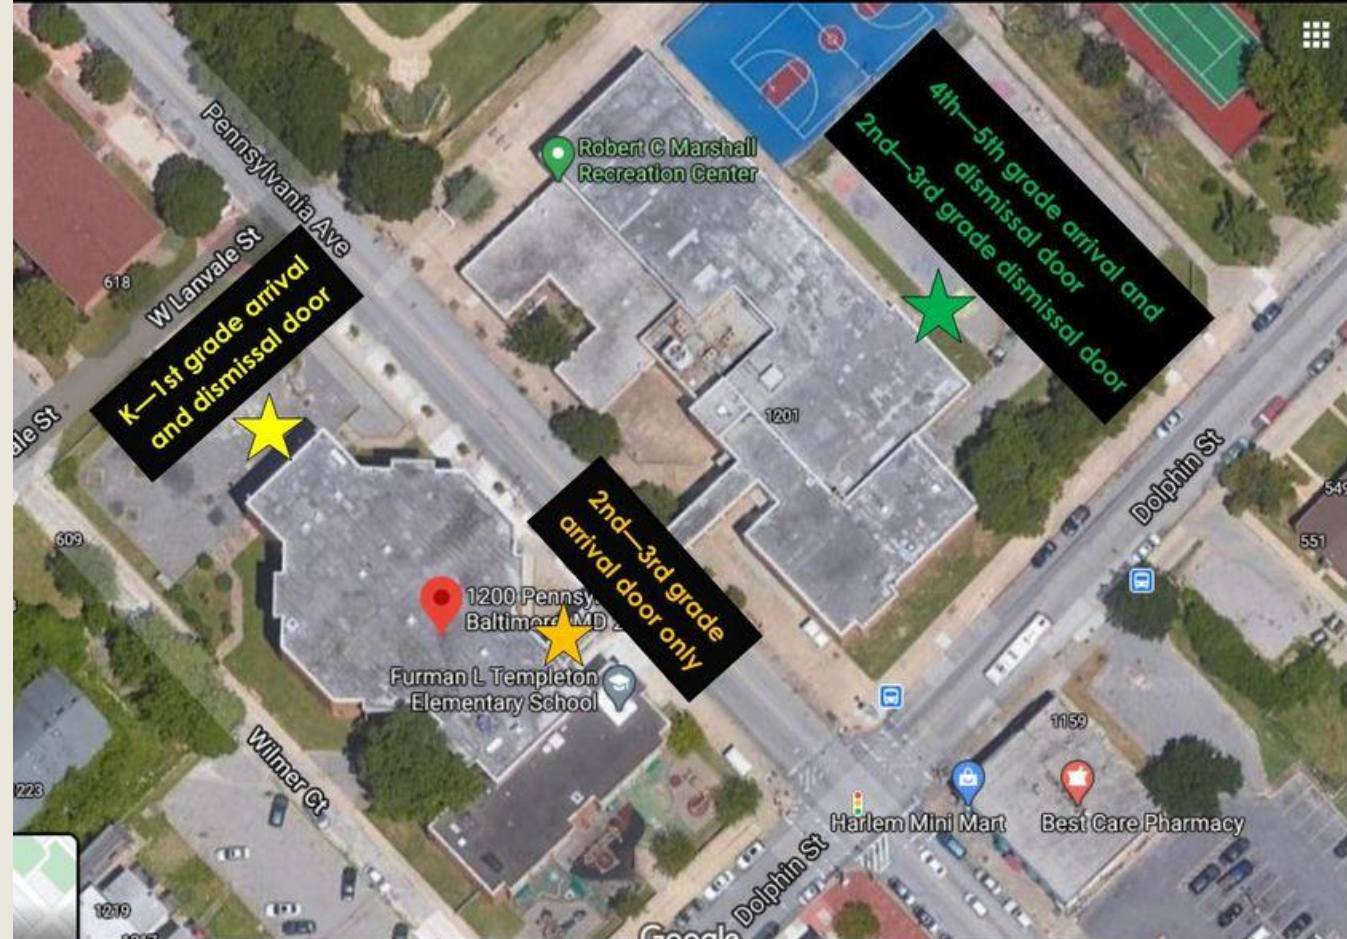 Pennsylvania Ave
W Lanvale St
618
K—1st grade arrival
and dismissal door
Robert C Marshall
Recreation Center
4th—5th grade arrival and
dismissal door
2nd—3rd grade dismissal door
1201
Dolphin St
549
551
609
2nd—3rd grade
arrival door only
1200 Pennsy
Baltimore, MD 2
Furman L Templeton
Elementary School
Wilmer Ct
1159
Harlem Mini Mart
Best Care Pharmacy
Dolphin St
1223
1219
Google